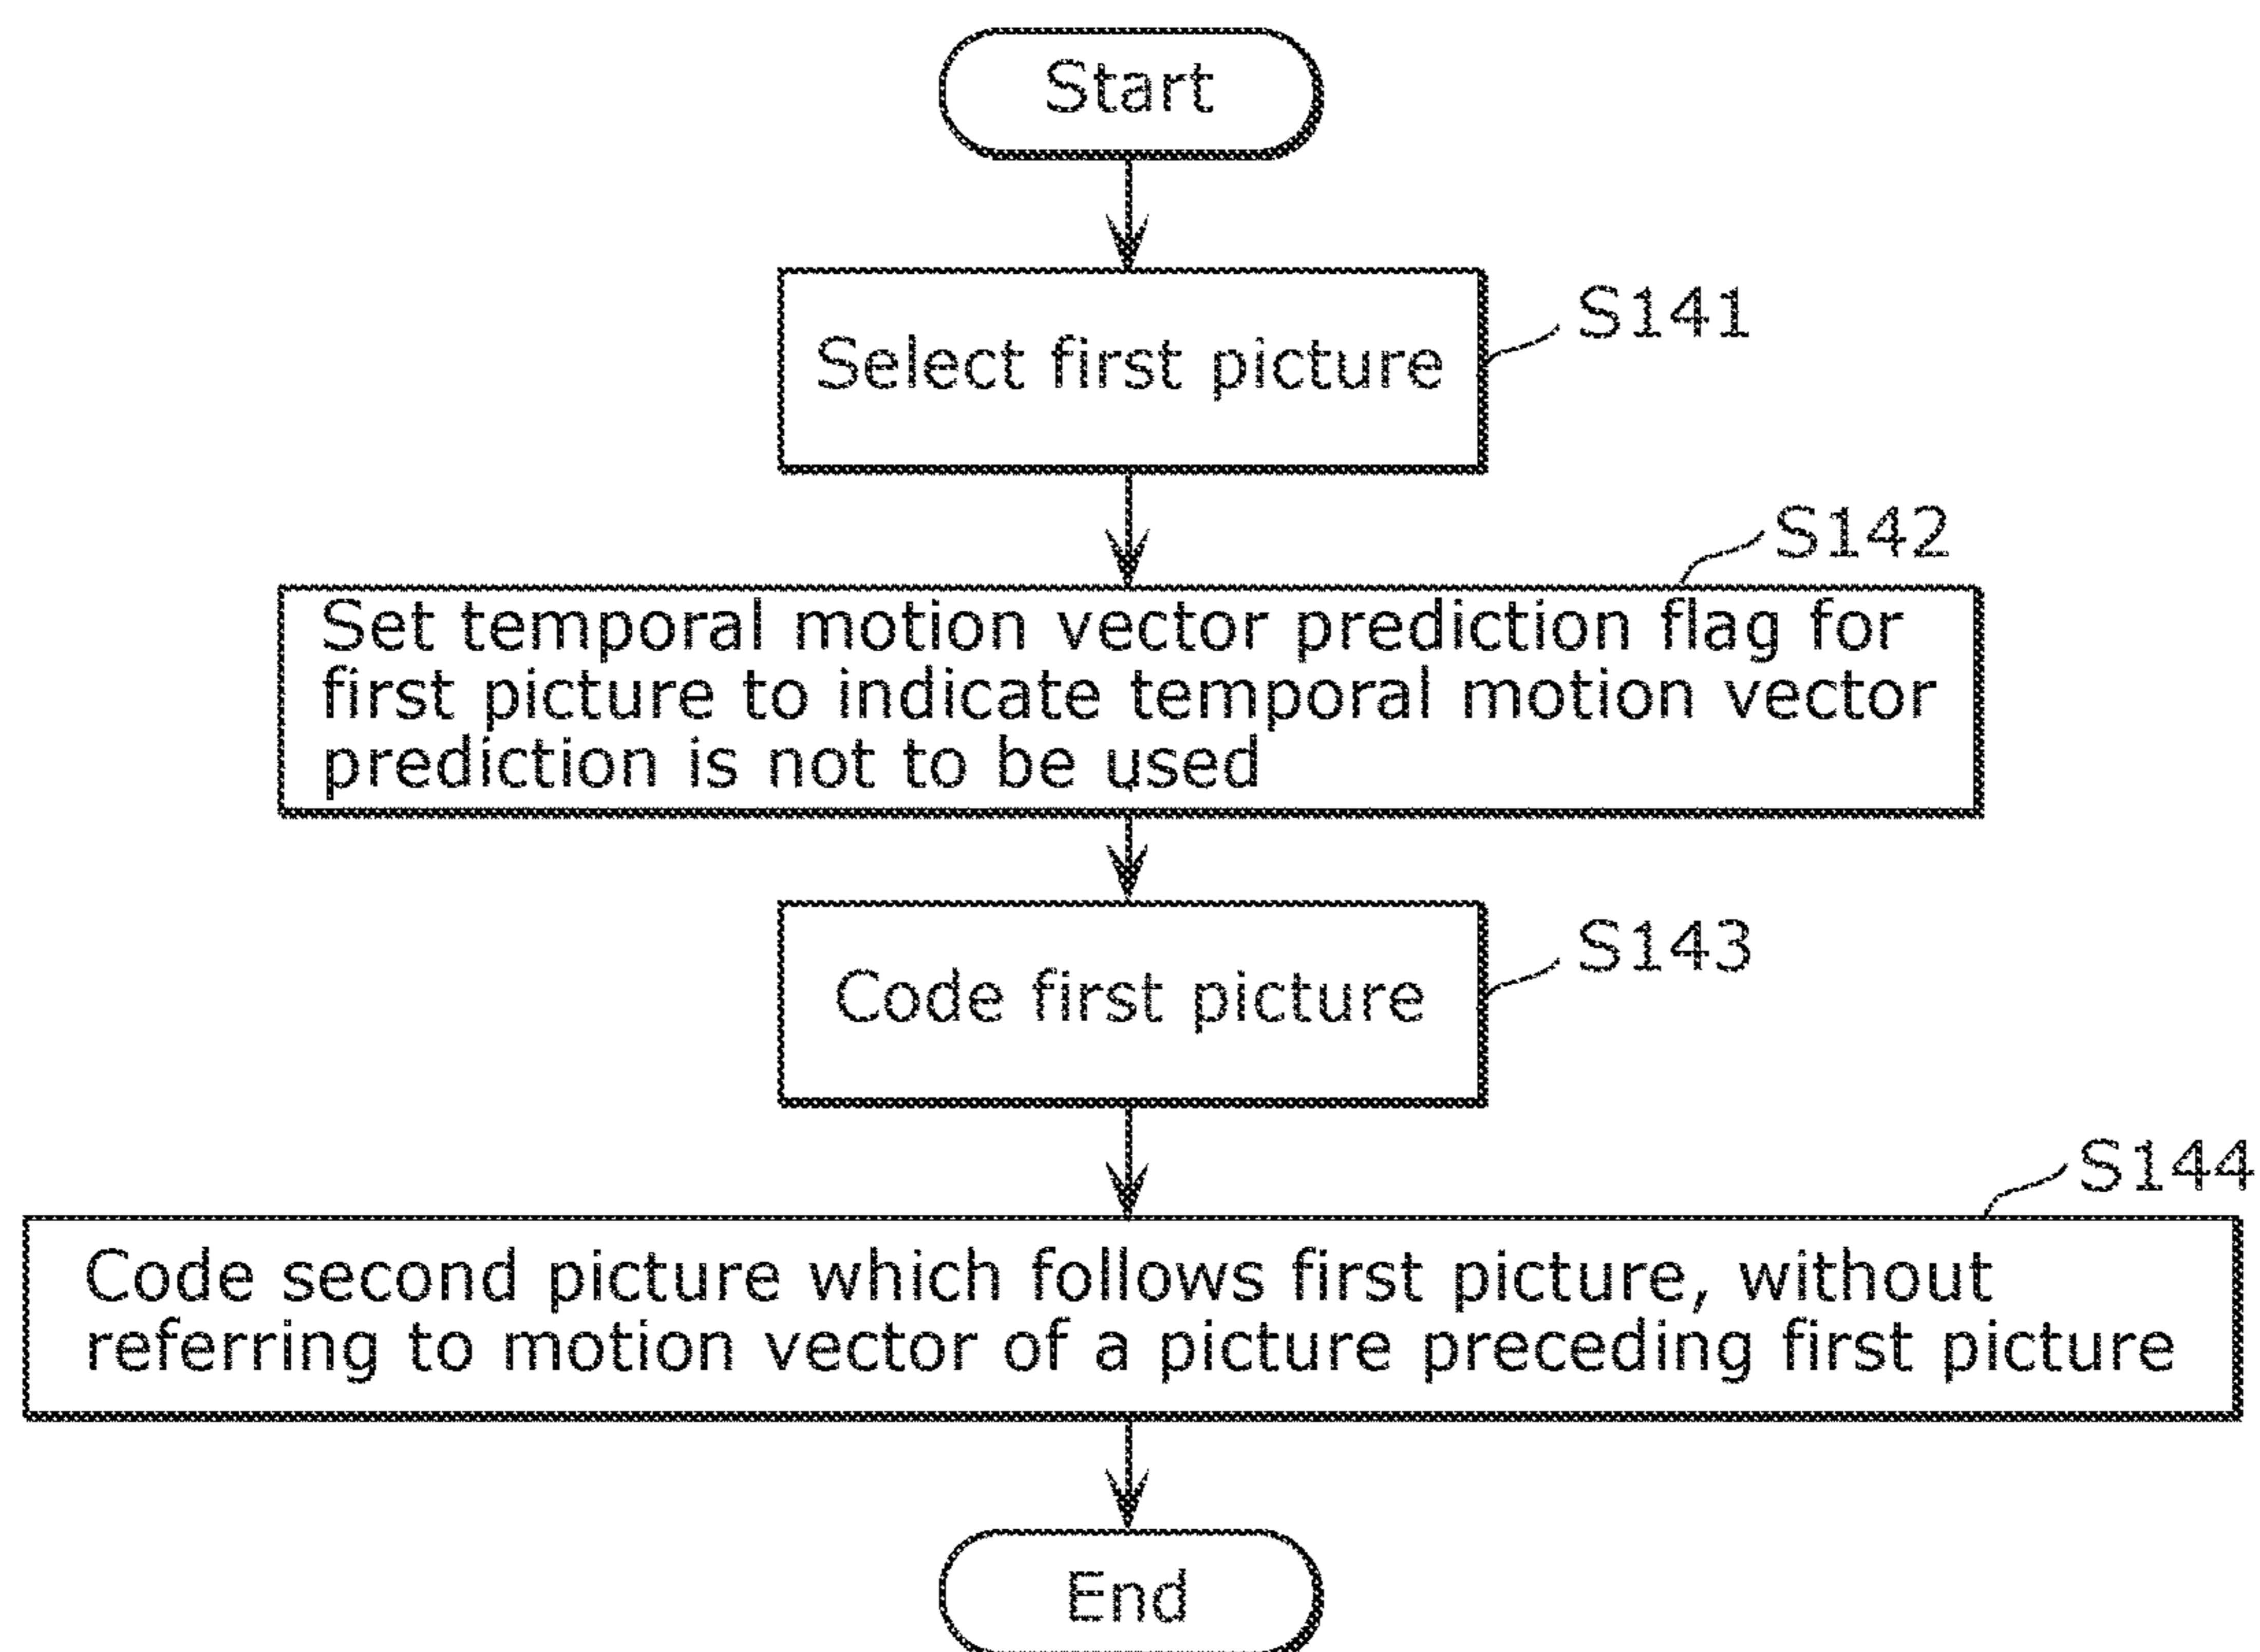 Start
S141
Select first picture
S142
Set temporal motion vector prediction flag for
first picture to indicate temporal motion vector
prediction is not to be used
S143
Code first picture
S144
Code second picture which follows first picture, without
referring to motion vector of a picture preceding first picture
End